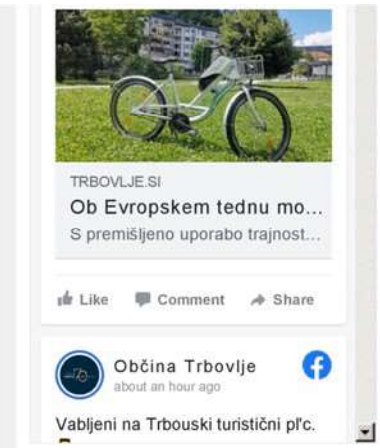 TRBOVLJE.SI
Ob Evropskem tednu mo...
S premišljeno uporabo trajnost...
Like Comment Share
Občina Trbovlje
about an hour ago
Vabljeni na Trbouski turistični pl'c.